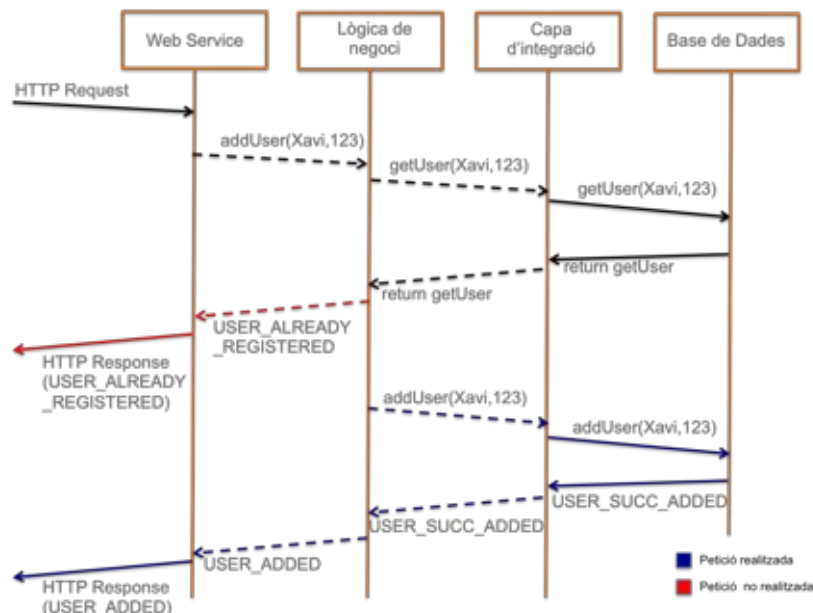 Web Service
Lògica de
negoci
Capa
d'integració
Base de Dades
HTTP Request
addUser(Xavi,123)
getUser(Xavi,123)
getUser(Xavi,123)
return getUser
return getUser
USER_ALREADY
_REGISTERED
HTTP Response
(USER_ALREADY
_REGISTERED)
addUser(Xavi,123)
addUser(Xavi,123)
USER_SUCC_ADDED
USER_SUCC_ADDED
USER_ADDED
HTTP Response
(USER_ADDED)
Petició realitzada
Petició no realitzada